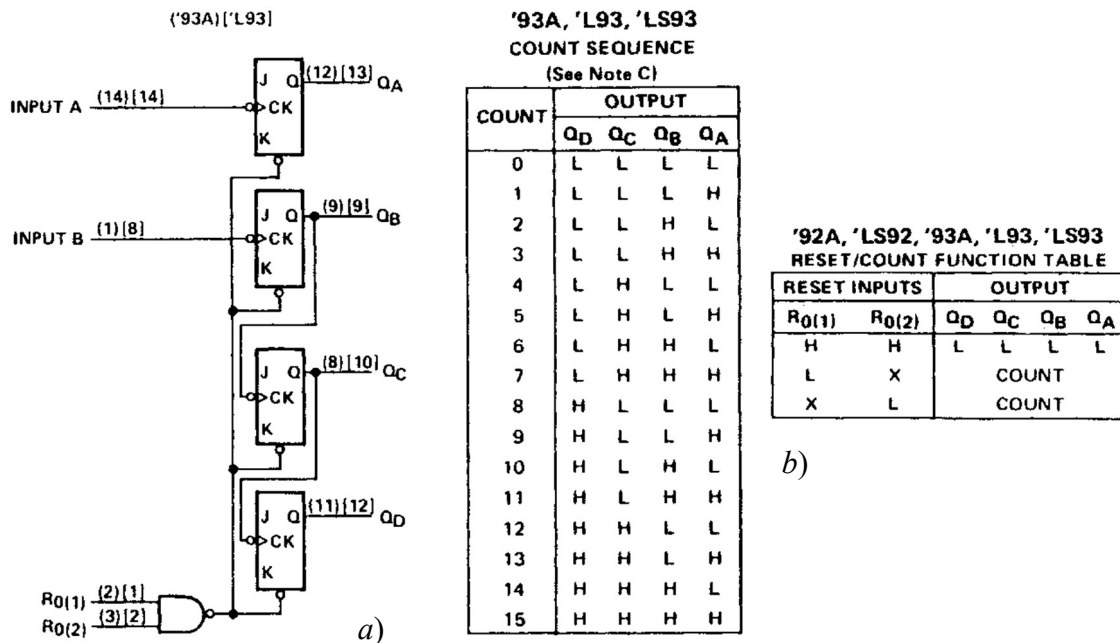 ('93A)['L93]
J Q (12)[13] QA
INPUT A (14)[14] CK
K
J Q (9)[9] QB
INPUT B (1)[8] CK
K
J Q (8)[10] QC
CK
K
J Q (11)[12] QD
CK
K
R0(1) (2)[1]
R0(2) (3)[2]
a)
'93A, 'L93, 'LS93
COUNT SEQUENCE
(See Note C)
COUNT OUTPUT
QD QC QB QA
0 L L L L
1 L L L H
2 L L H L
3 L L H H
4 L H L L
5 L H L H
6 L H H L
7 L H H H
8 H L L L
9 H L L H
10 H L H L
11 H L H H
12 H H L L
13 H H L H
14 H H H L
15 H H H H
'92A, 'LS92, '93A, 'L93, 'LS93
RESET/COUNT FUNCTION TABLE
RESET INPUTS OUTPUT
R0(1) R0(2) QD QC QB QA
H H L L L L
L X COUNT
X L COUNT
b)